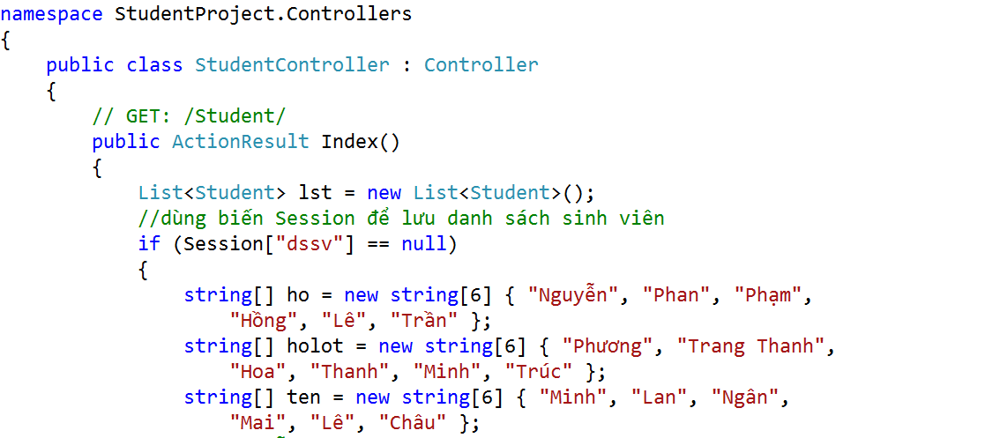 namespace StudentProject.Controllers
{
    public class StudentController : Controller
    {
        // GET: /Student/
        public ActionResult Index()
        {
            List<Student> lst = new List<Student>();
            //dùng biến Session để lưu danh sách sinh viên
            if (Session["dssv"] == null)
            {
                string[] ho = new string[6] { "Nguyễn", "Phan", "Phạm",
                    "Hồng", "Lê", "Trần" };
                string[] holot = new string[6] { "Phương", "Trang Thanh",
                    "Hoa", "Thanh", "Minh", "Trúc" };
                string[] ten = new string[6] { "Minh", "Lan", "Ngân",
                    "Mai", "Lê", "Châu" };